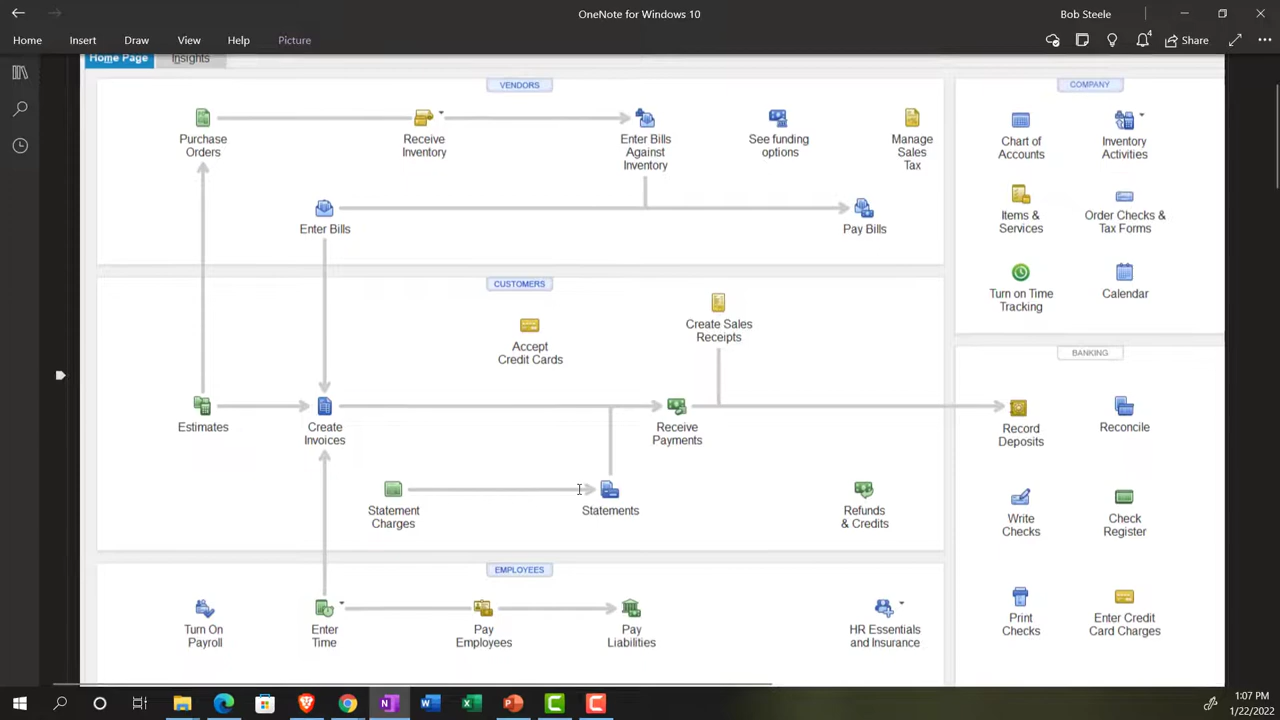 OneNote for Windows 10
Bob Steele
Home
Insert
Draw
View
Help
Picture
4
Share
Home Page
Insights
VENDORS
Purchase
Orders
Receive
Inventory
Enter Bills
Against
Inventory
See funding
options
Manage
Sales
Tax
Enter Bills
Pay Bills
COMPANY
Chart of
Accounts
Inventory
Activities
Items &
Services
Order Checks &
Tax Forms
Turn on Time
Tracking
Calendar
CUSTOMERS
Accept
Credit Cards
Create Sales
Receipts
Estimates
Create
Invoices
Receive
Payments
Statement
Charges
Statements
Refunds
& Credits
BANKING
Record
Deposits
Reconcile
Write
Checks
Check
Register
Print
Checks
Enter Credit
Card Charges
EMPLOYEES
Turn On
Payroll
Enter
Time
Pay
Employees
Pay
Liabilities
HR Essentials
and Insurance
1:07 PM
1/22/2022